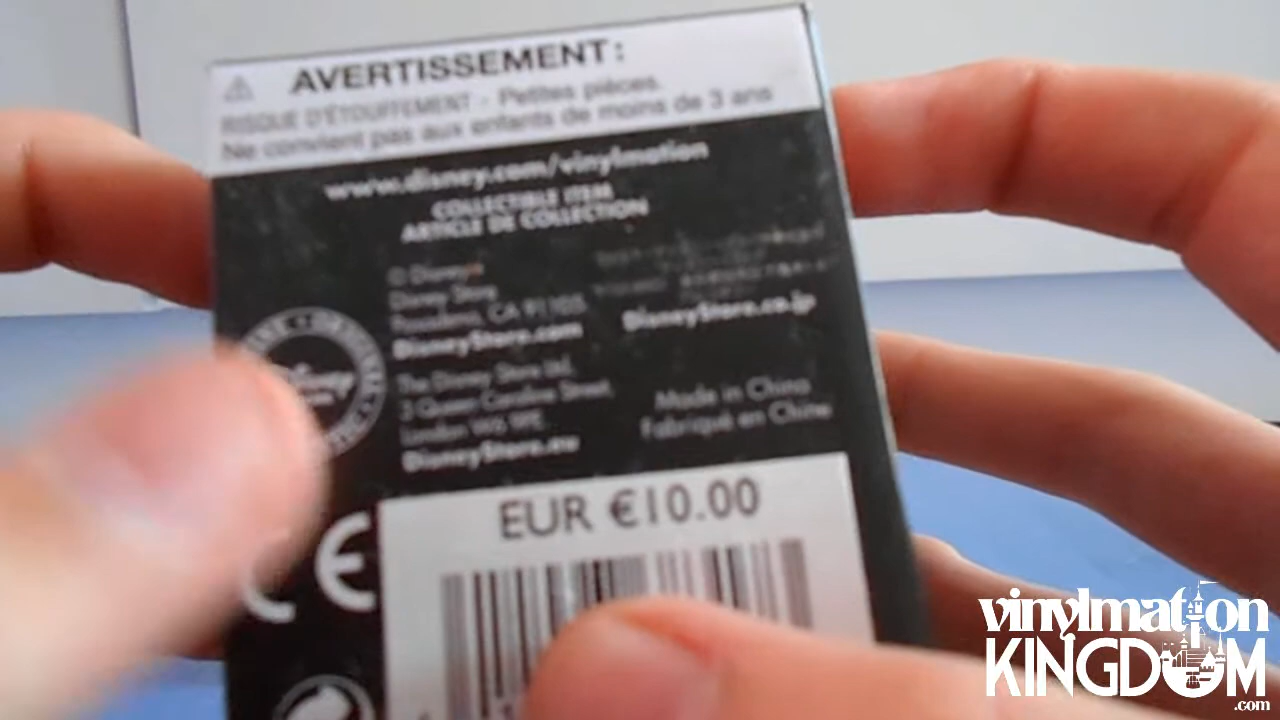 AVERTISSEMENT:
RISQUE D'ÉTOUFFEMENT - Petites pièces.
Ne convient pas aux enfants de moins de 3 ans
www.disney.com/vinylmation
COLLECTIBLE ITEM
ARTICLE DE COLLECTION
© Disney
Disney Store
Pasadena, CA 91105
DisneyStore.com
The Disney Store Ltd.
3 Queen Caroline Street,
London W6 9PE
DisneyStore.eu
DisneyStore.co.jp
Made in China
Fabriqué en Chine
CE
EUR €10.00
vinylmation
KINGDOM
.com